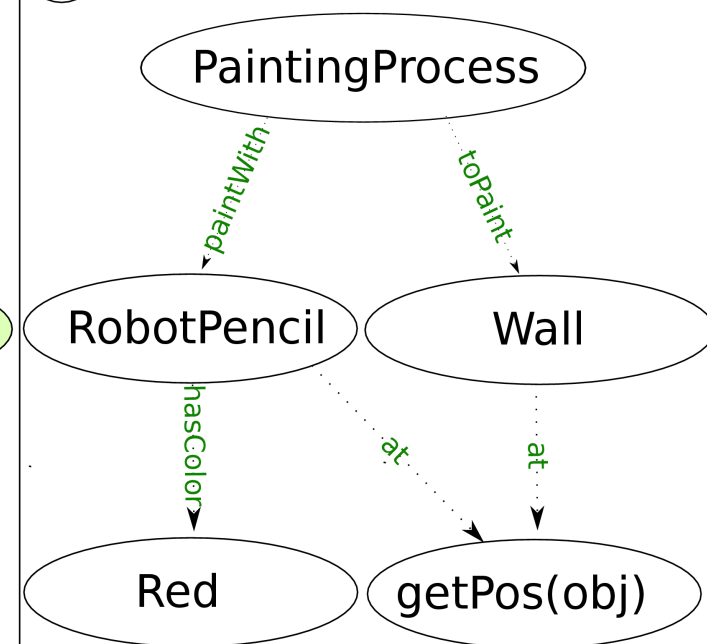 PaintingProcess
paintWith
toPaint
RobotPencil
Wall
hasColor
at
at
Red
getPos(obj)